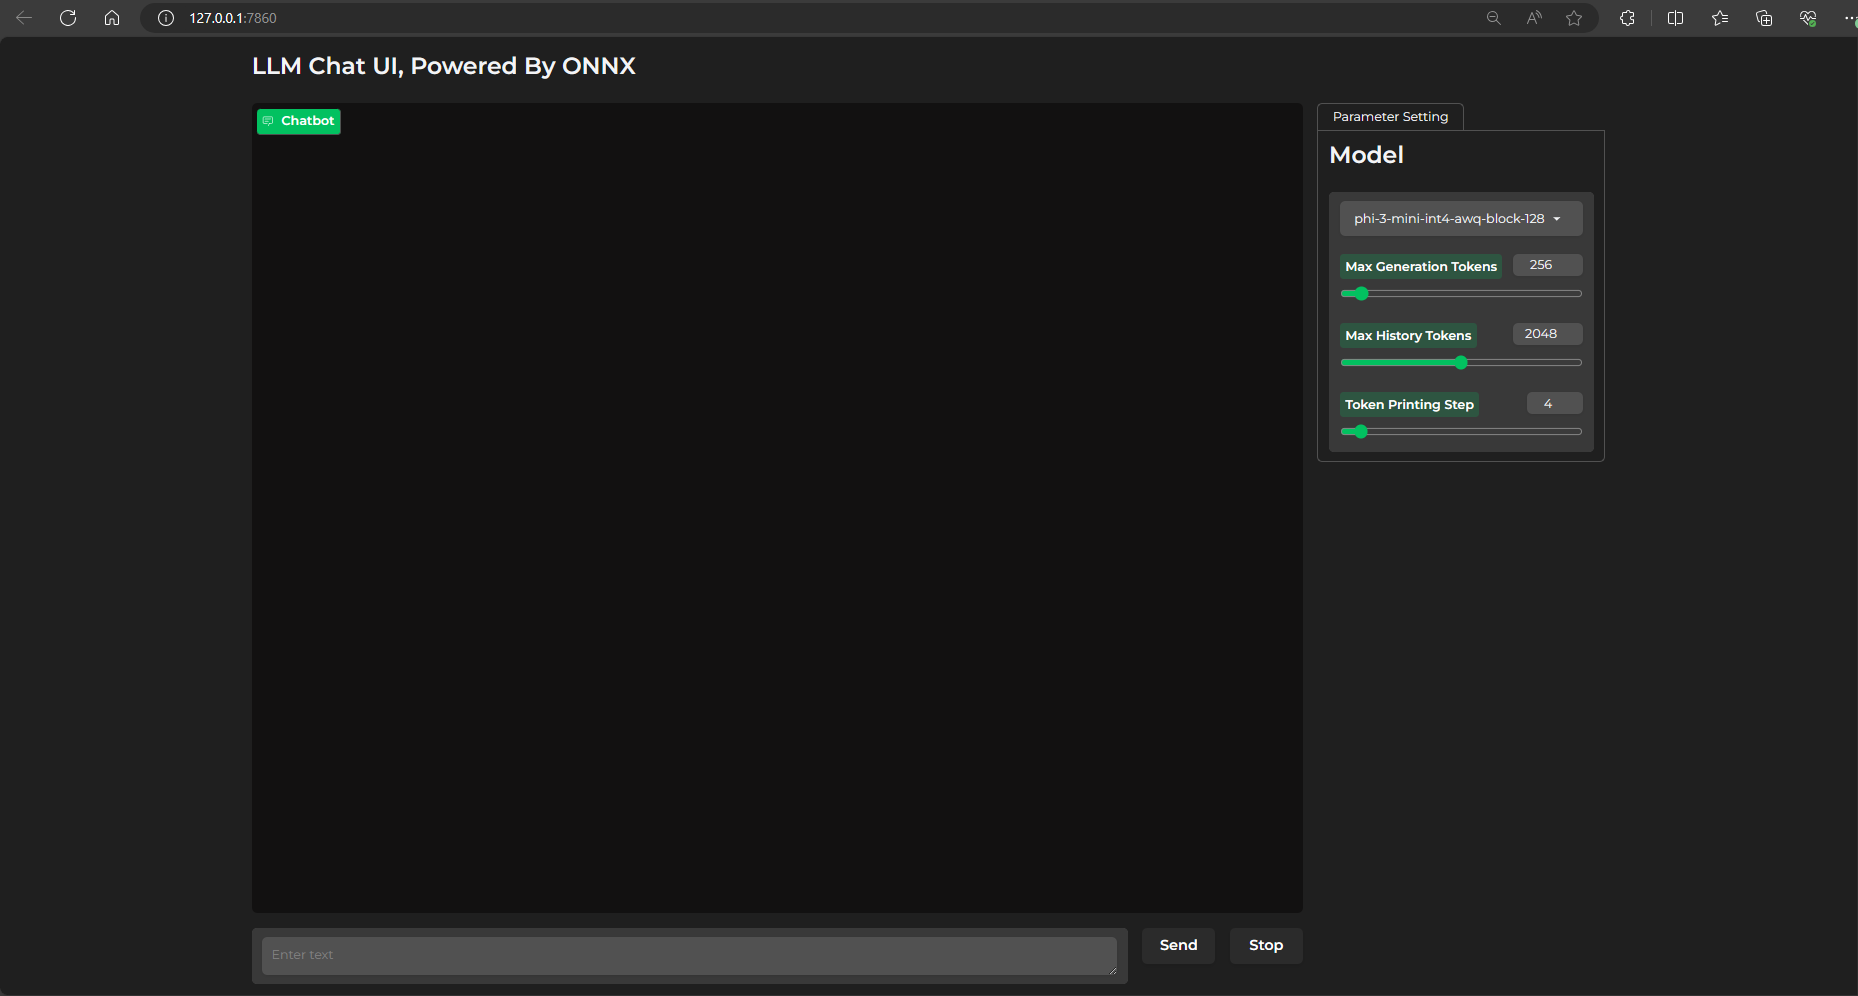 127.0.0.1:7860
LLM Chat UI, Powered By ONNX
Chatbot
Parameter Setting
Model
phi-3-mini-int4-awq-block-128
Max Generation Tokens 256
Max History Tokens 2048
Token Printing Step 4
Enter text
Send
Stop